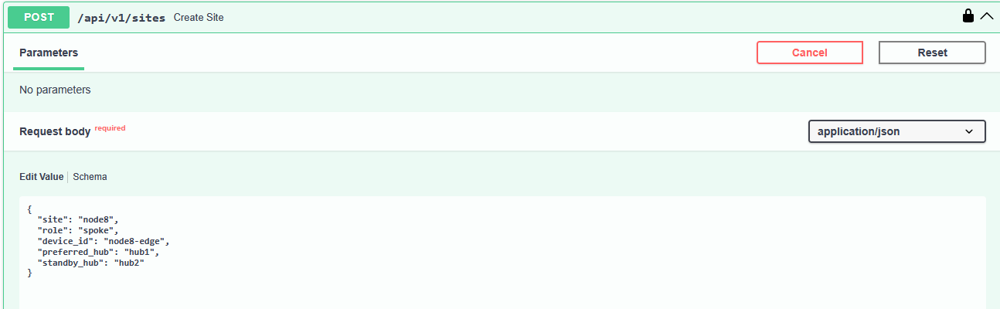 POST /api/v1/sites Create Site
Parameters Cancel Reset
No parameters
Request body required application/json
Edit Value Schema
{
  "site": "node8",
  "role": "spoke",
  "device_id": "node8-edge",
  "preferred_hub": "hub1",
  "standby_hub": "hub2"
}